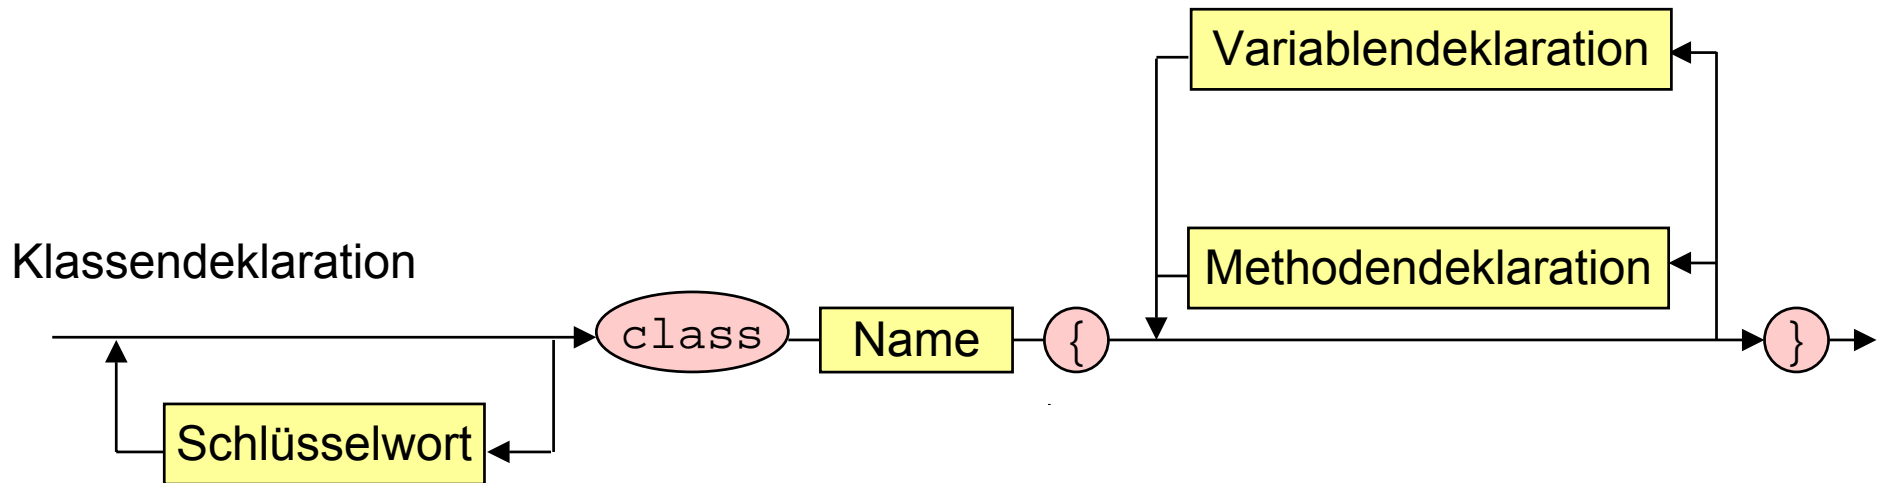 Variablendeklaration
Methodendeklaration
Klassendeklaration
class Name { }
Schlüsselwort